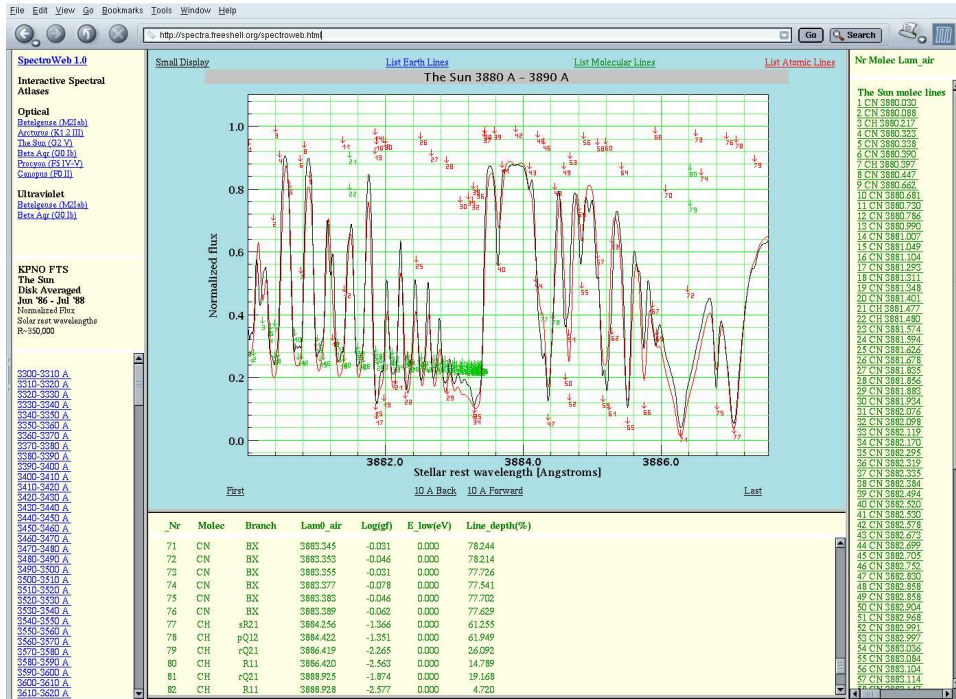 File Edit View Go Bookmarks Tools Window Help
http://spectra.freeshell.org/spectroweb.html
Go Search
SpectroWeb 1.0
Interactive Spectral
Atlases
Optical
Betelgeuse (M2Iab)
Arcturus (K1.2 III)
The Sun (G2 V)
Beta Aqr (G0 Ib)
Procyon (F5 IV-V)
Canopus (F0 II)
Ultraviolet
Betelgeuse (M2Iab)
Beta Aqr (G0 Ib)
KPNO FTS
The Sun
Disk Averaged
Jun '86 - Jul '88
Normalized Flux
Solar rest wavelengths
R~350,000
3300-3310 A
3310-3320 A
3320-3330 A
3330-3340 A
3340-3350 A
3350-3360 A
3360-3370 A
3370-3380 A
3380-3390 A
3390-3400 A
3400-3410 A
3410-3420 A
3420-3430 A
3430-3440 A
3440-3450 A
3450-3460 A
3460-3470 A
3470-3480 A
3480-3490 A
3490-3500 A
3500-3510 A
3510-3520 A
3520-3530 A
3530-3540 A
3540-3550 A
3550-3560 A
3560-3570 A
3570-3580 A
3580-3590 A
3590-3600 A
3600-3610 A
3610-3620 A
Small Display List Earth Lines List Molecular Lines List Atomic Lines
The Sun 3880 A - 3890 A
Normalized flux
1.0
0.8
0.6
0.4
0.2
0.0
3882.0 3884.0 3886.0
Stellar rest wavelength [Angstroms]
First 10 A Back 10 A Forward Last
_Nr Molec Branch Lam0_air Log(gf) E_low(eV) Line_depth(%)
71 CN BX 3883.345 -0.031 0.000 78.244
72 CN BX 3883.353 -0.046 0.000 78.214
73 CN BX 3883.355 -0.031 0.000 77.726
74 CN BX 3883.377 -0.078 0.000 77.541
75 CN BX 3883.383 -0.046 0.000 77.702
76 CN BX 3883.389 -0.062 0.000 77.629
77 CH sR21 3884.256 -1.366 0.000 61.255
78 CH pQ12 3884.422 -1.351 0.000 61.949
79 CH rQ21 3886.419 -2.265 0.000 26.092
80 CH R11 3886.420 -2.563 0.000 14.789
81 CH rQ21 3888.925 -1.874 0.000 19.168
82 CH R11 3888.928 -2.577 0.000 4.720
Nr Molec Lam_air
The Sun molec lines
1 CN 3880.030
2 CN 3880.088
3 CH 3880.217
4 CN 3880.323
5 CN 3880.338
6 CN 3880.390
7 CH 3880.397
8 CN 3880.447
9 CN 3880.662
10 CN 3880.681
11 CN 3880.730
12 CN 3880.786
13 CN 3880.990
14 CN 3881.007
15 CN 3881.049
16 CN 3881.104
17 CN 3881.293
18 CN 3881.311
19 CN 3881.348
20 CN 3881.401
21 CH 3881.477
22 CH 3881.480
23 CN 3881.574
24 CN 3881.594
25 CN 3881.626
26 CN 3881.678
27 CN 3881.835
28 CN 3881.856
29 CN 3881.883
30 CN 3881.934
31 CN 3882.076
32 CN 3882.098
33 CN 3882.119
34 CN 3882.170
35 CN 3882.295
36 CN 3882.319
37 CN 3882.335
38 CN 3882.384
39 CN 3882.494
40 CN 3882.520
41 CN 3882.530
42 CN 3882.578
43 CN 3882.673
44 CN 3882.699
45 CN 3882.705
46 CN 3882.752
47 CN 3882.830
48 CN 3882.858
49 CN 3882.858
50 CN 3882.904
51 CN 3882.968
52 CN 3882.991
53 CN 3882.997
54 CN 3883.036
55 CN 3883.084
56 CN 3883.104
57 CN 3883.114